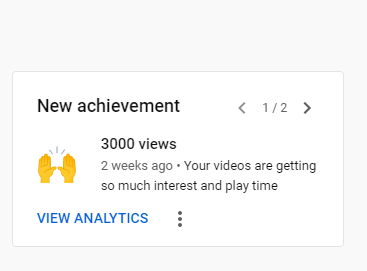 New achievement
1 / 2
3000 views
2 weeks ago • Your videos are getting
so much interest and play time
VIEW ANALYTICS